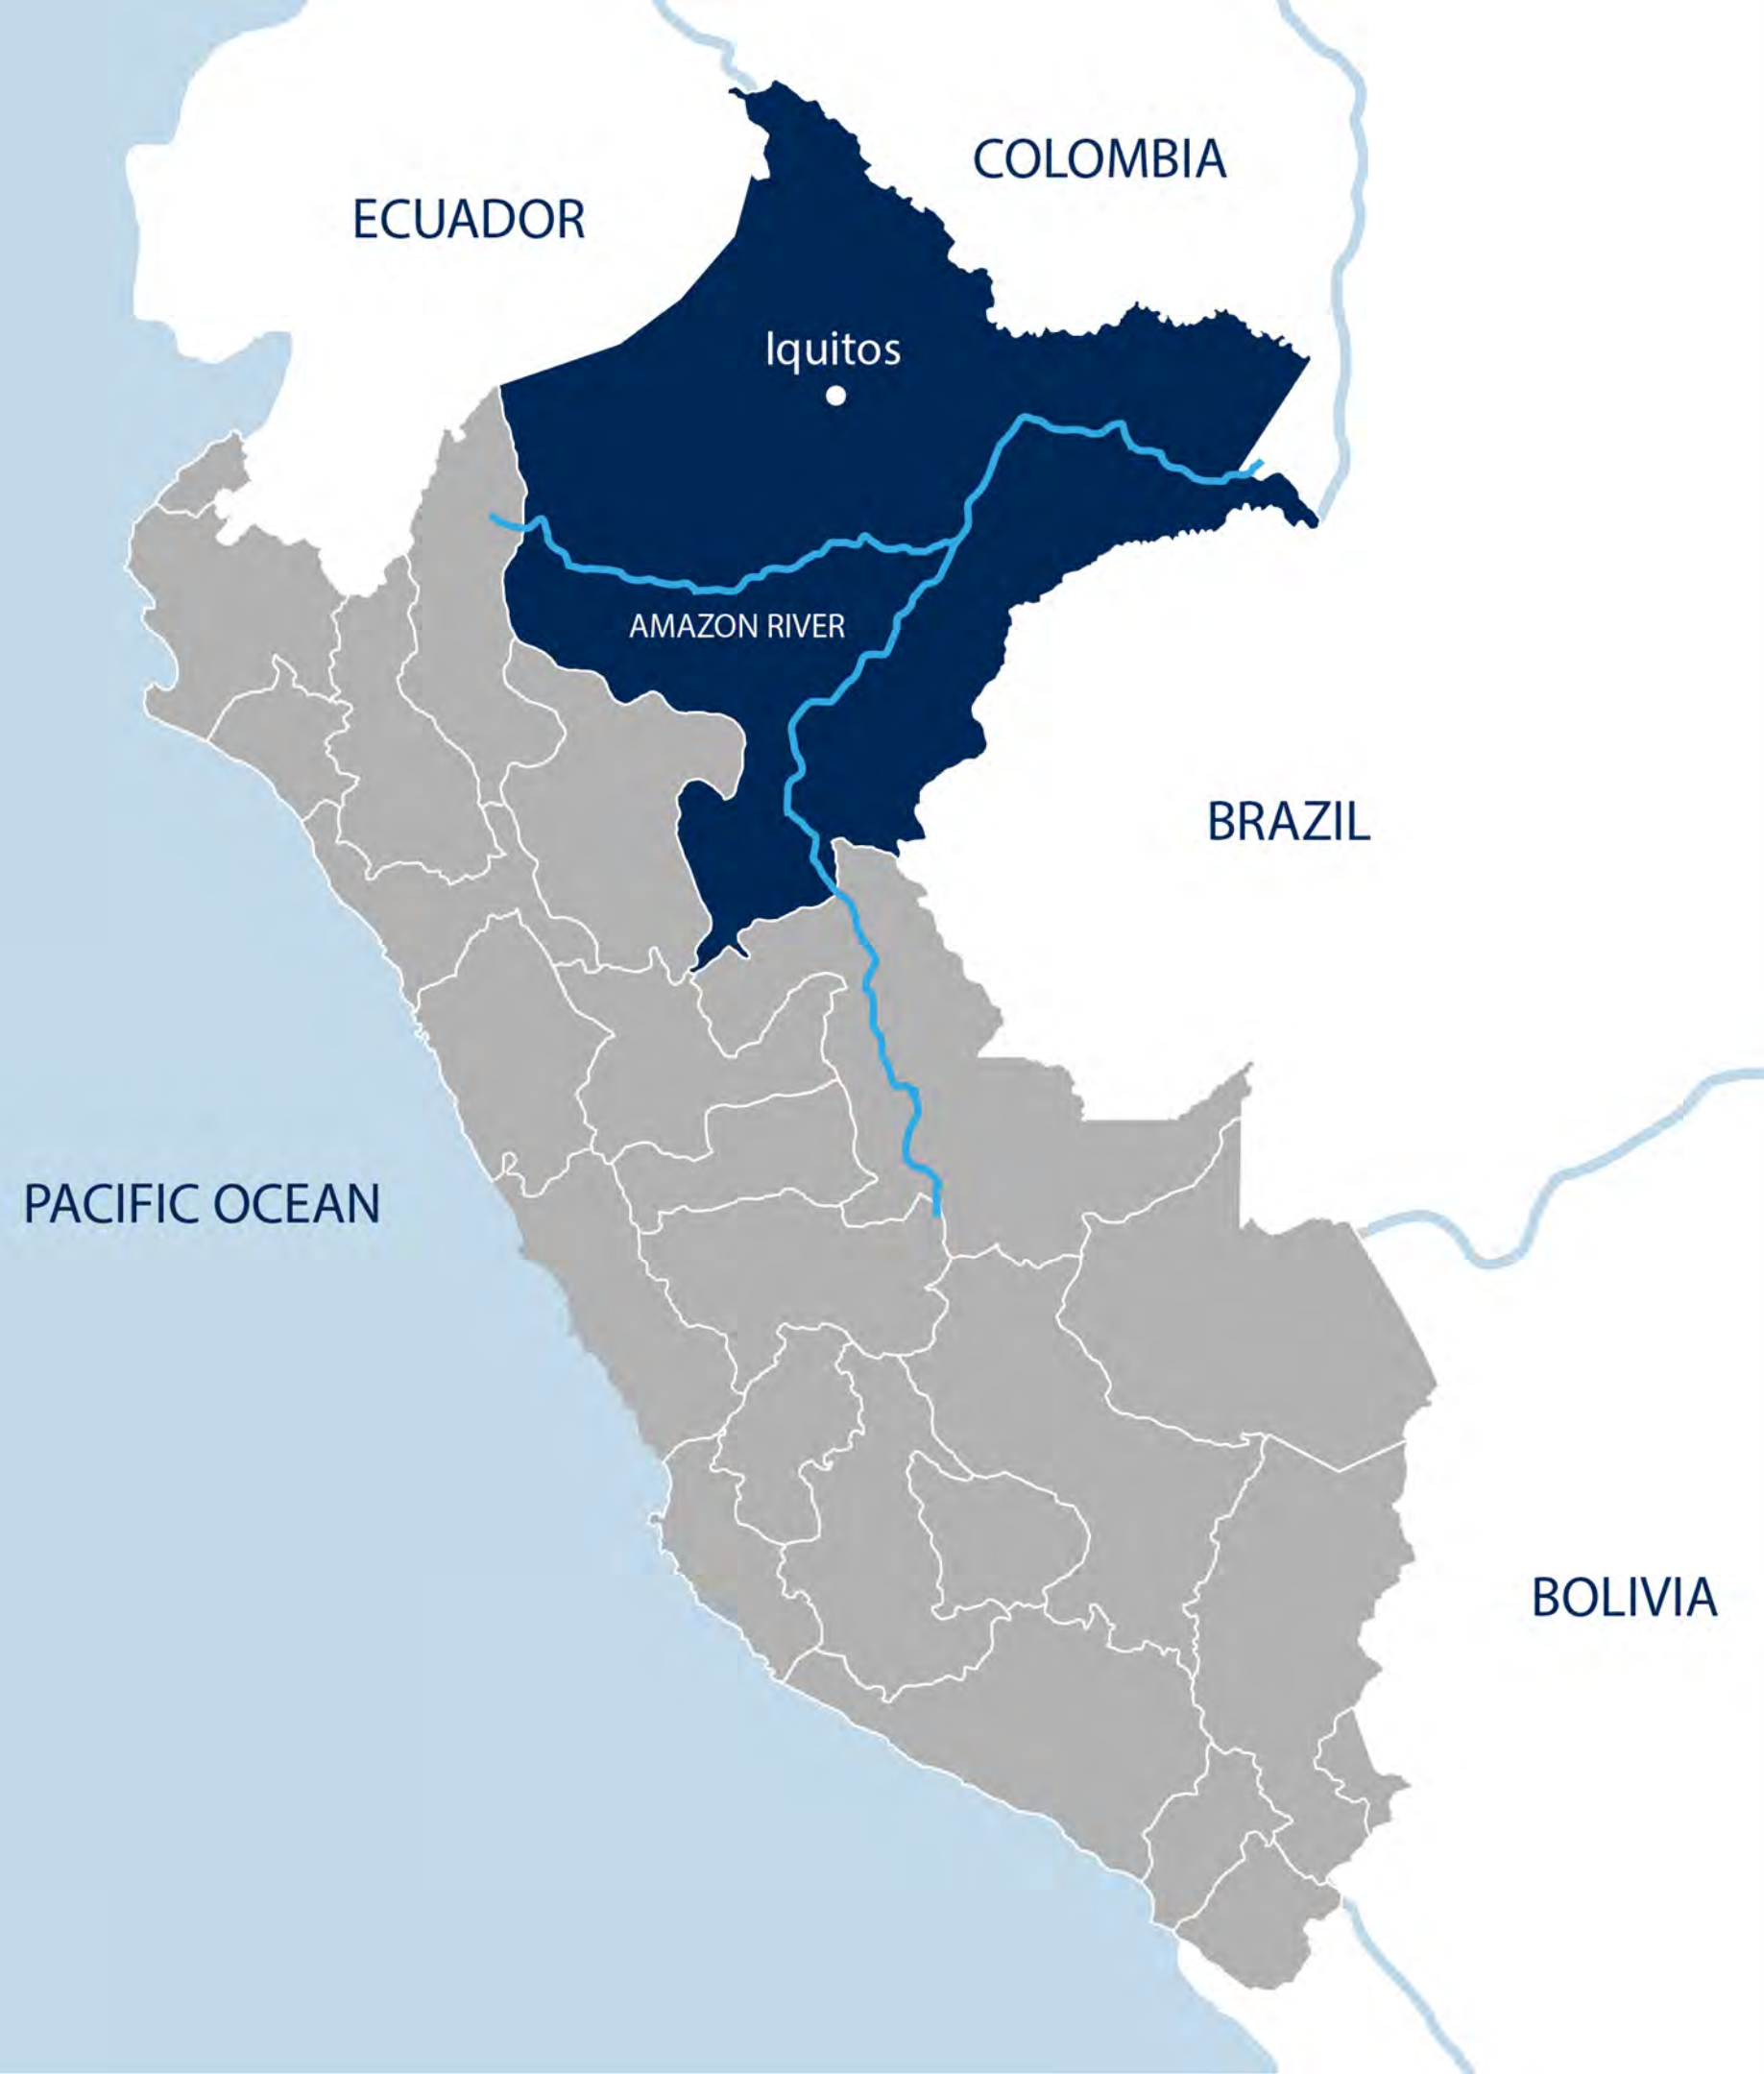 COLOMBIA
ECUADOR
Iquitos
AMAZON RIVER
BRAZIL
PACIFIC OCEAN
BOLIVIA